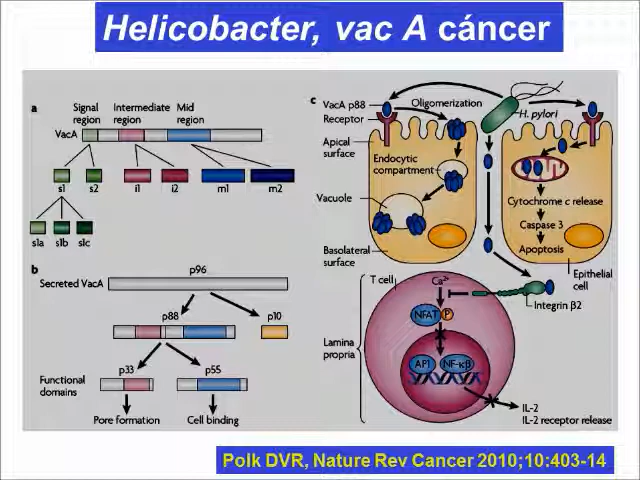 Helicobacter, vac A cáncer
a
Signal region
Intermediate region
Mid region
VacA
s1 s2 i1 i2 m1 m2
s1a s1b s1c
b
p96
Secreted VacA
p88 p10
p33 p55
Functional domains
Pore formation Cell binding
c
VacA p88
Oligomerization
H. pylori
Receptor
Apical surface
Endocytic compartment
Vacuole
Basolateral surface
Cytochrome c release
Caspase 3
Apoptosis
Epithelial cell
T cell
Ca2+
Integrin β2
NFAT P
Lamina propria
AP1 NF-κB
IL-2
IL-2 receptor release
Polk DVR, Nature Rev Cancer 2010;10:403-14